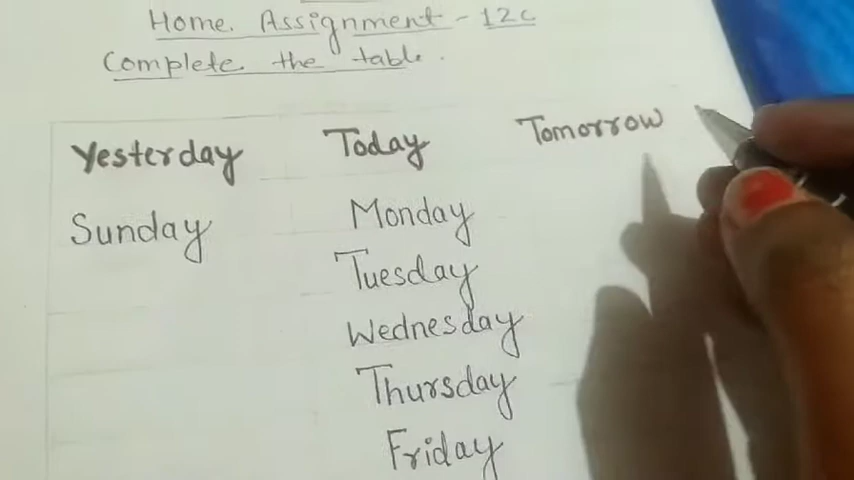 Home. Assignment - 12c
Complete the table.
Yesterday Today Tomorrow
Sunday Monday
Tuesday
Wednesday
Thursday
Friday